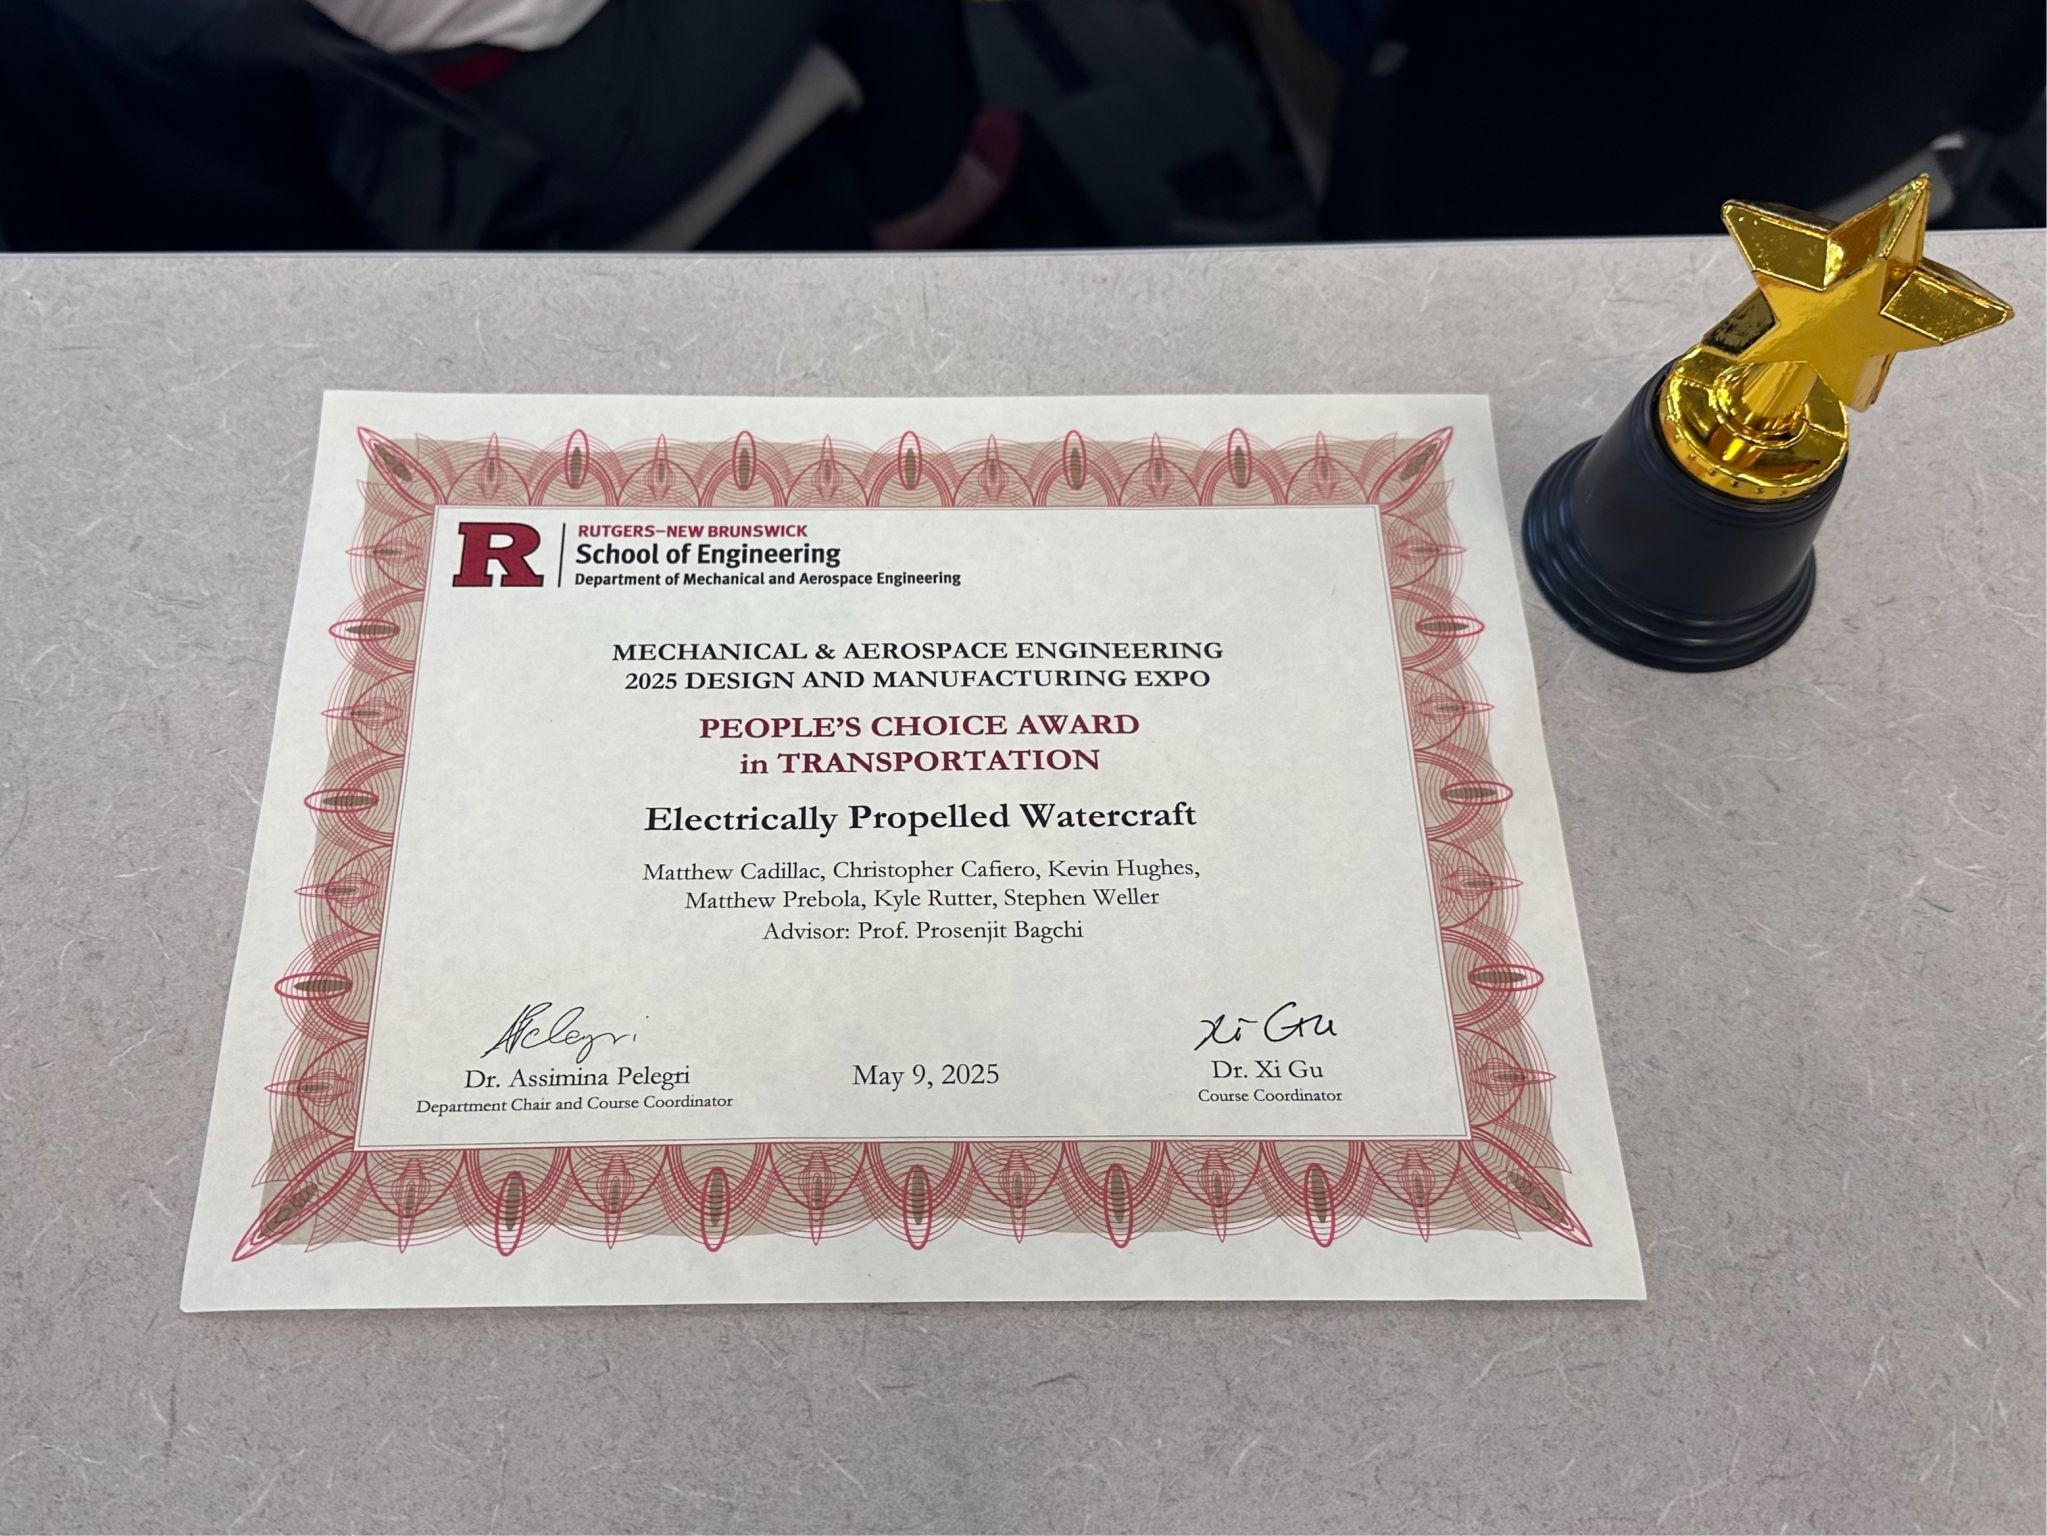 R
RUTGERS–NEW BRUNSWICK
School of Engineering
Department of Mechanical and Aerospace Engineering
MECHANICAL & AEROSPACE ENGINEERING
2025 DESIGN AND MANUFACTURING EXPO
PEOPLE'S CHOICE AWARD
in TRANSPORTATION
Electrically Propelled Watercraft
Matthew Cadillac, Christopher Cafiero, Kevin Hughes,
Matthew Prebola, Kyle Rutter, Stephen Weller
Advisor: Prof. Prosenjit Bagchi
APelegri
Xi Gu
Dr. Assimina Pelegri
May 9, 2025
Dr. Xi Gu
Department Chair and Course Coordinator
Course Coordinator